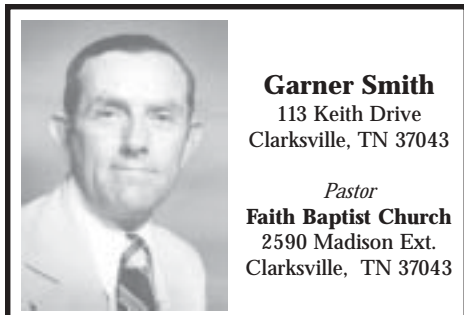 Garner Smith
113 Keith Drive
Clarksville, TN 37043
Pastor
Faith Baptist Church
2590 Madison Ext.
Clarksville, TN 37043